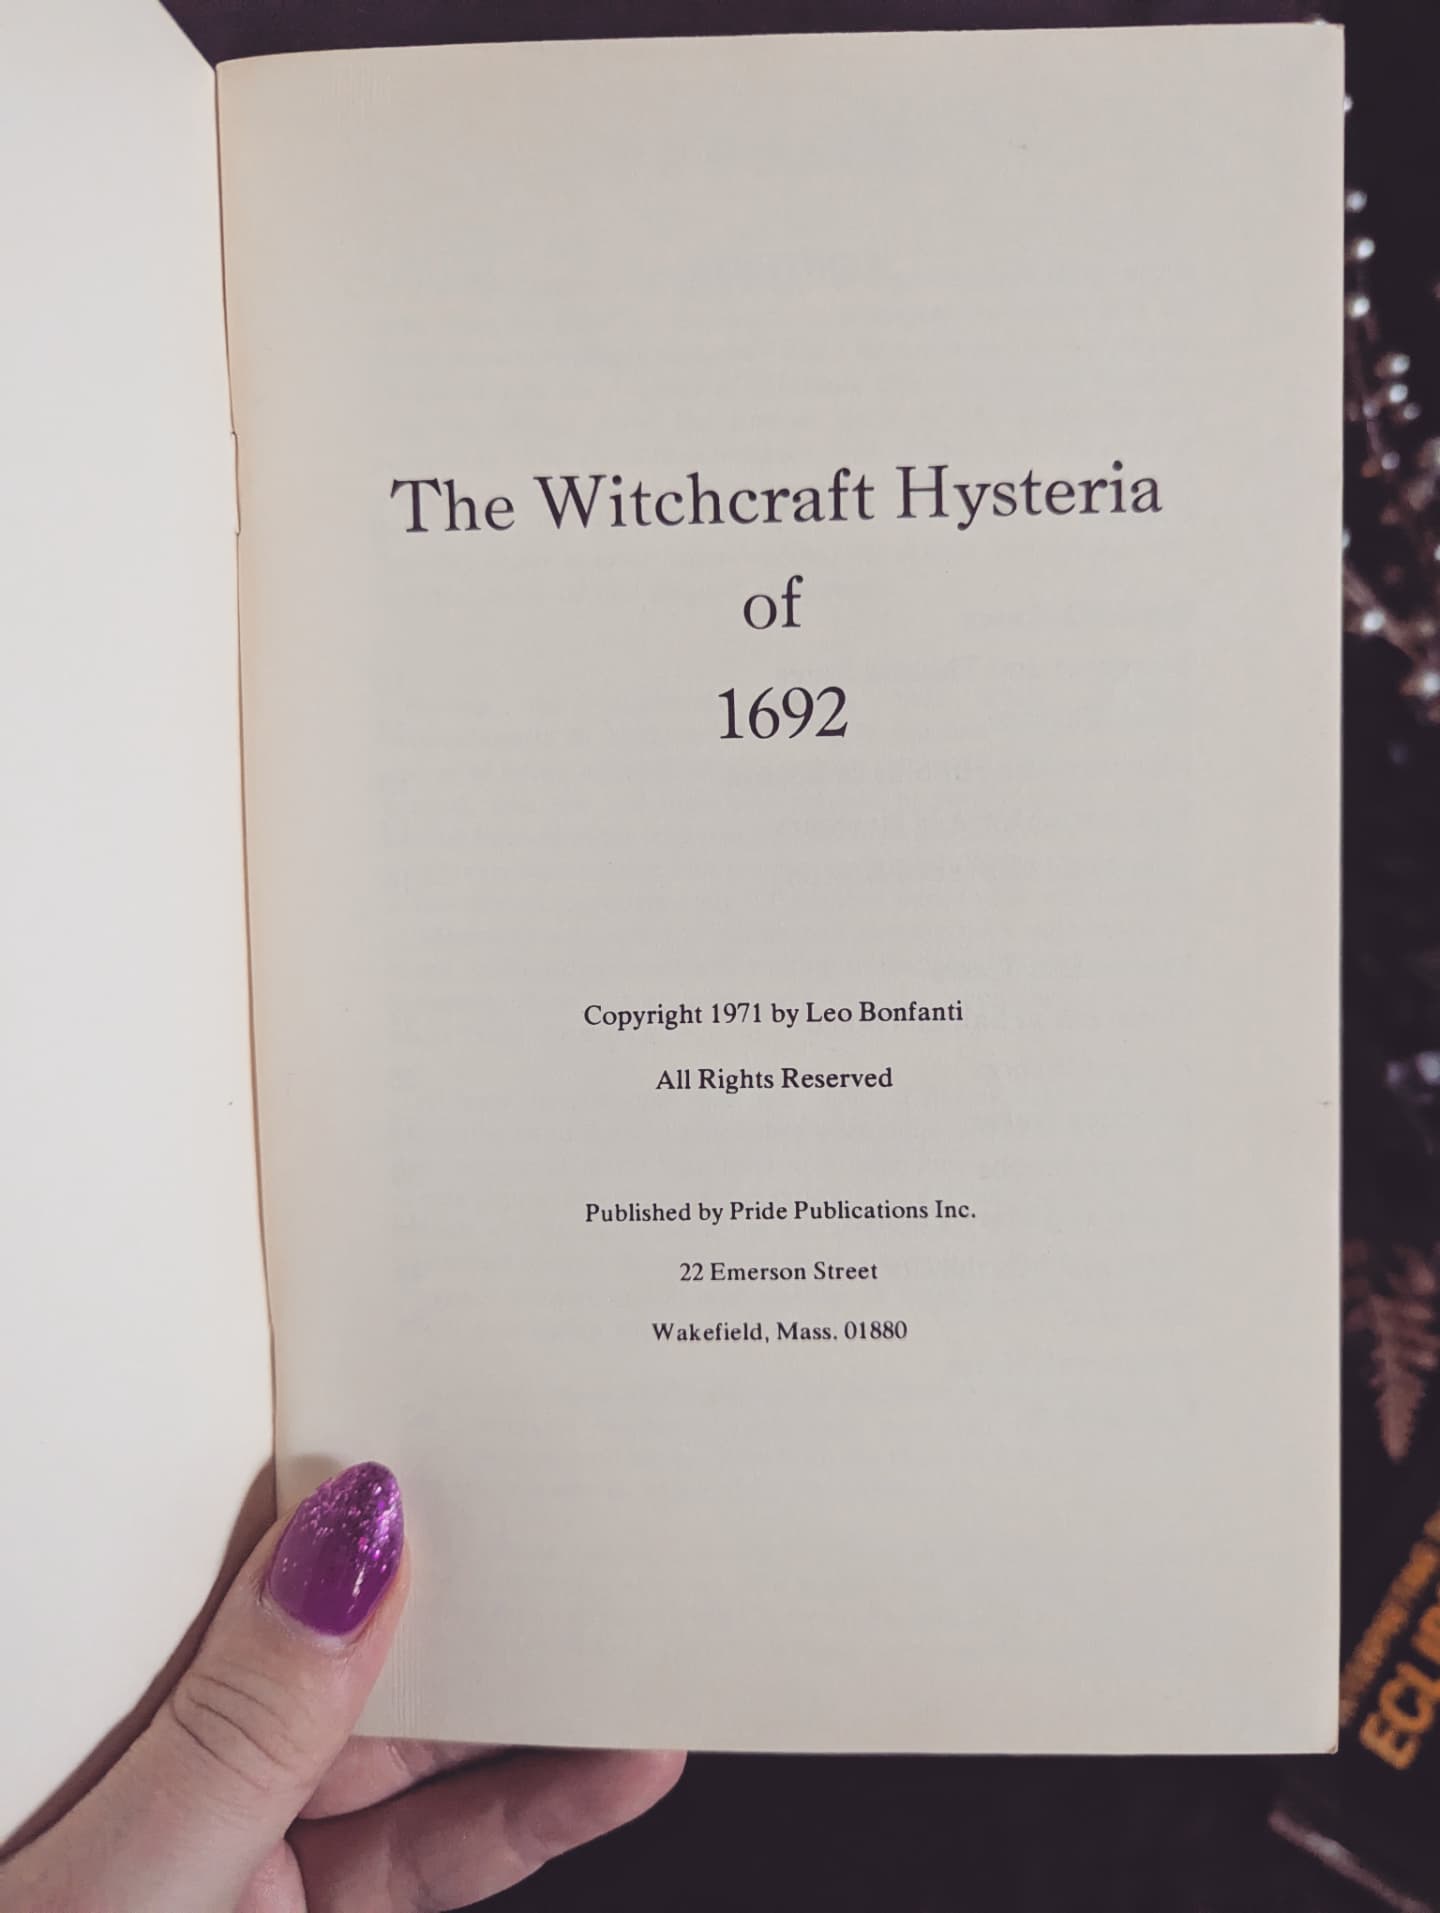 The Witchcraft Hysteria
of
1692
Copyright 1971 by Leo Bonfanti
All Rights Reserved
Published by Pride Publications Inc.
22 Emerson Street
Wakefield, Mass. 01880